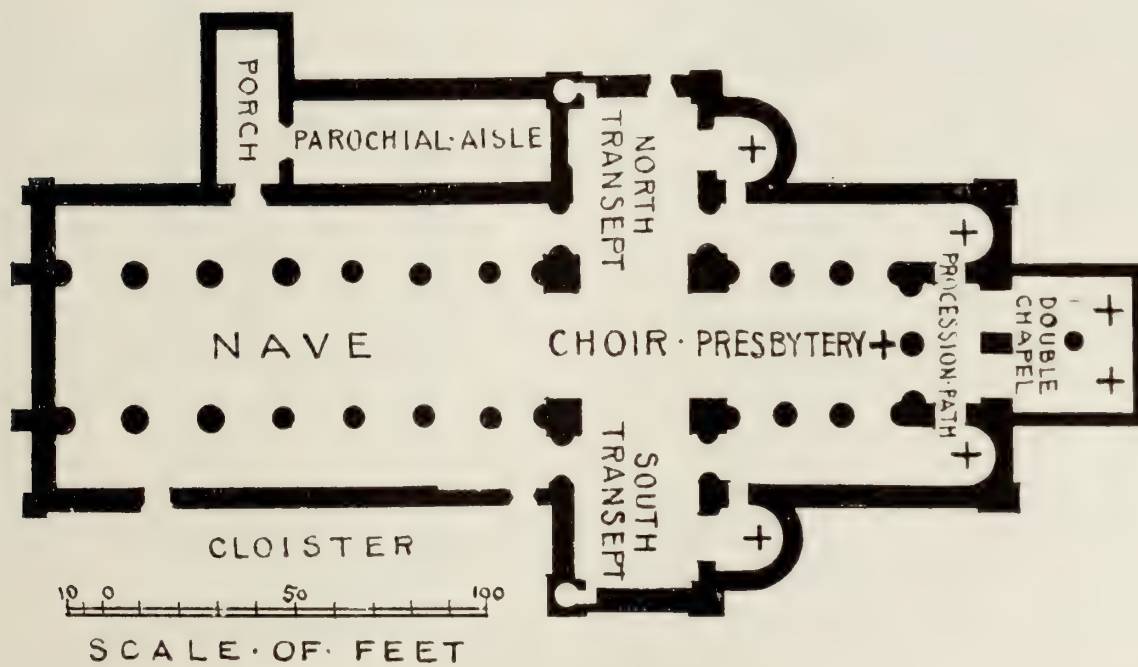 PORCH
PAROCHIAL·AISLE
NORTH
TRANSEPT
NAVE
CHOIR·PRESBYTERY
PROCESSION·PATH
DOUBLE
CHAPEL
SOUTH
TRANSEPT
CLOISTER
10 0 50 100
SCALE·OF·FEET